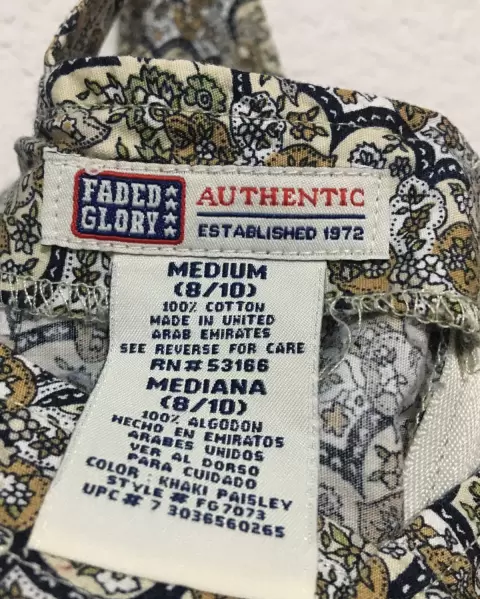 FADED
GLORY
AUTHENTIC
ESTABLISHED 1972
MEDIUM
(8/10)
100% COTTON
MADE IN UNITED
ARAB EMIRATES
SEE REVERSE FOR CARE
RN# 53166
MEDIANA
(8/10)
100% ALGODON
HECHO EN EMIRATOS
ARABES UNIDOS
VER AL DORSO
PARA CUIDADO
COLOR : KHAKI PAISLEY
STYLE # FG7073
UPC # 7 3036560265